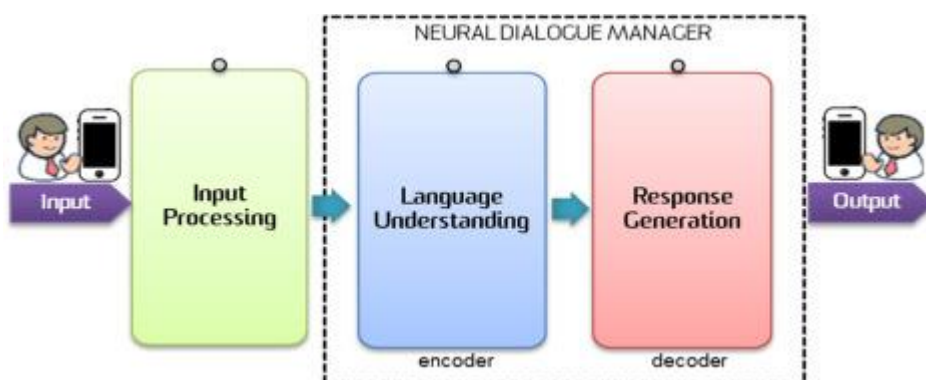 NEURAL DIALOGUE MANAGER
Input
Input
Processing
Language
Understanding
Response
Generation
Output
encoder
decoder